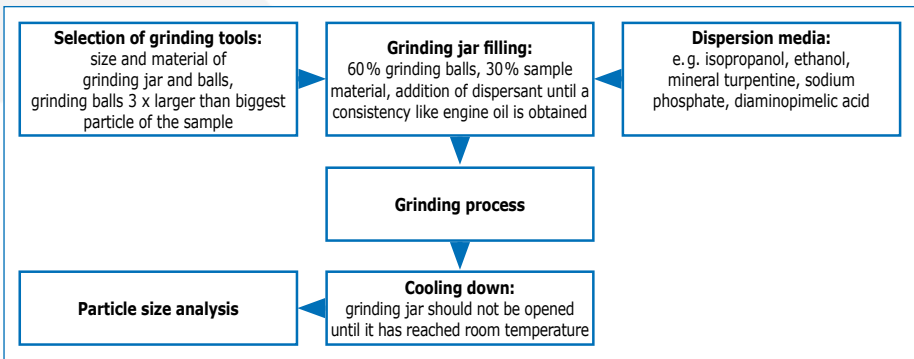 Selection of grinding tools:
size and material of
grinding jar and balls,
grinding balls 3 x larger than biggest
particle of the sample
Grinding jar filling:
60 % grinding balls, 30 % sample
material, addition of dispersant until a
consistency like engine oil is obtained
Dispersion media:
e. g. isopropanol, ethanol,
mineral turpentine, sodium
phosphate, diaminopimelic acid
Grinding process
Cooling down:
grinding jar should not be opened
until it has reached room temperature
Particle size analysis